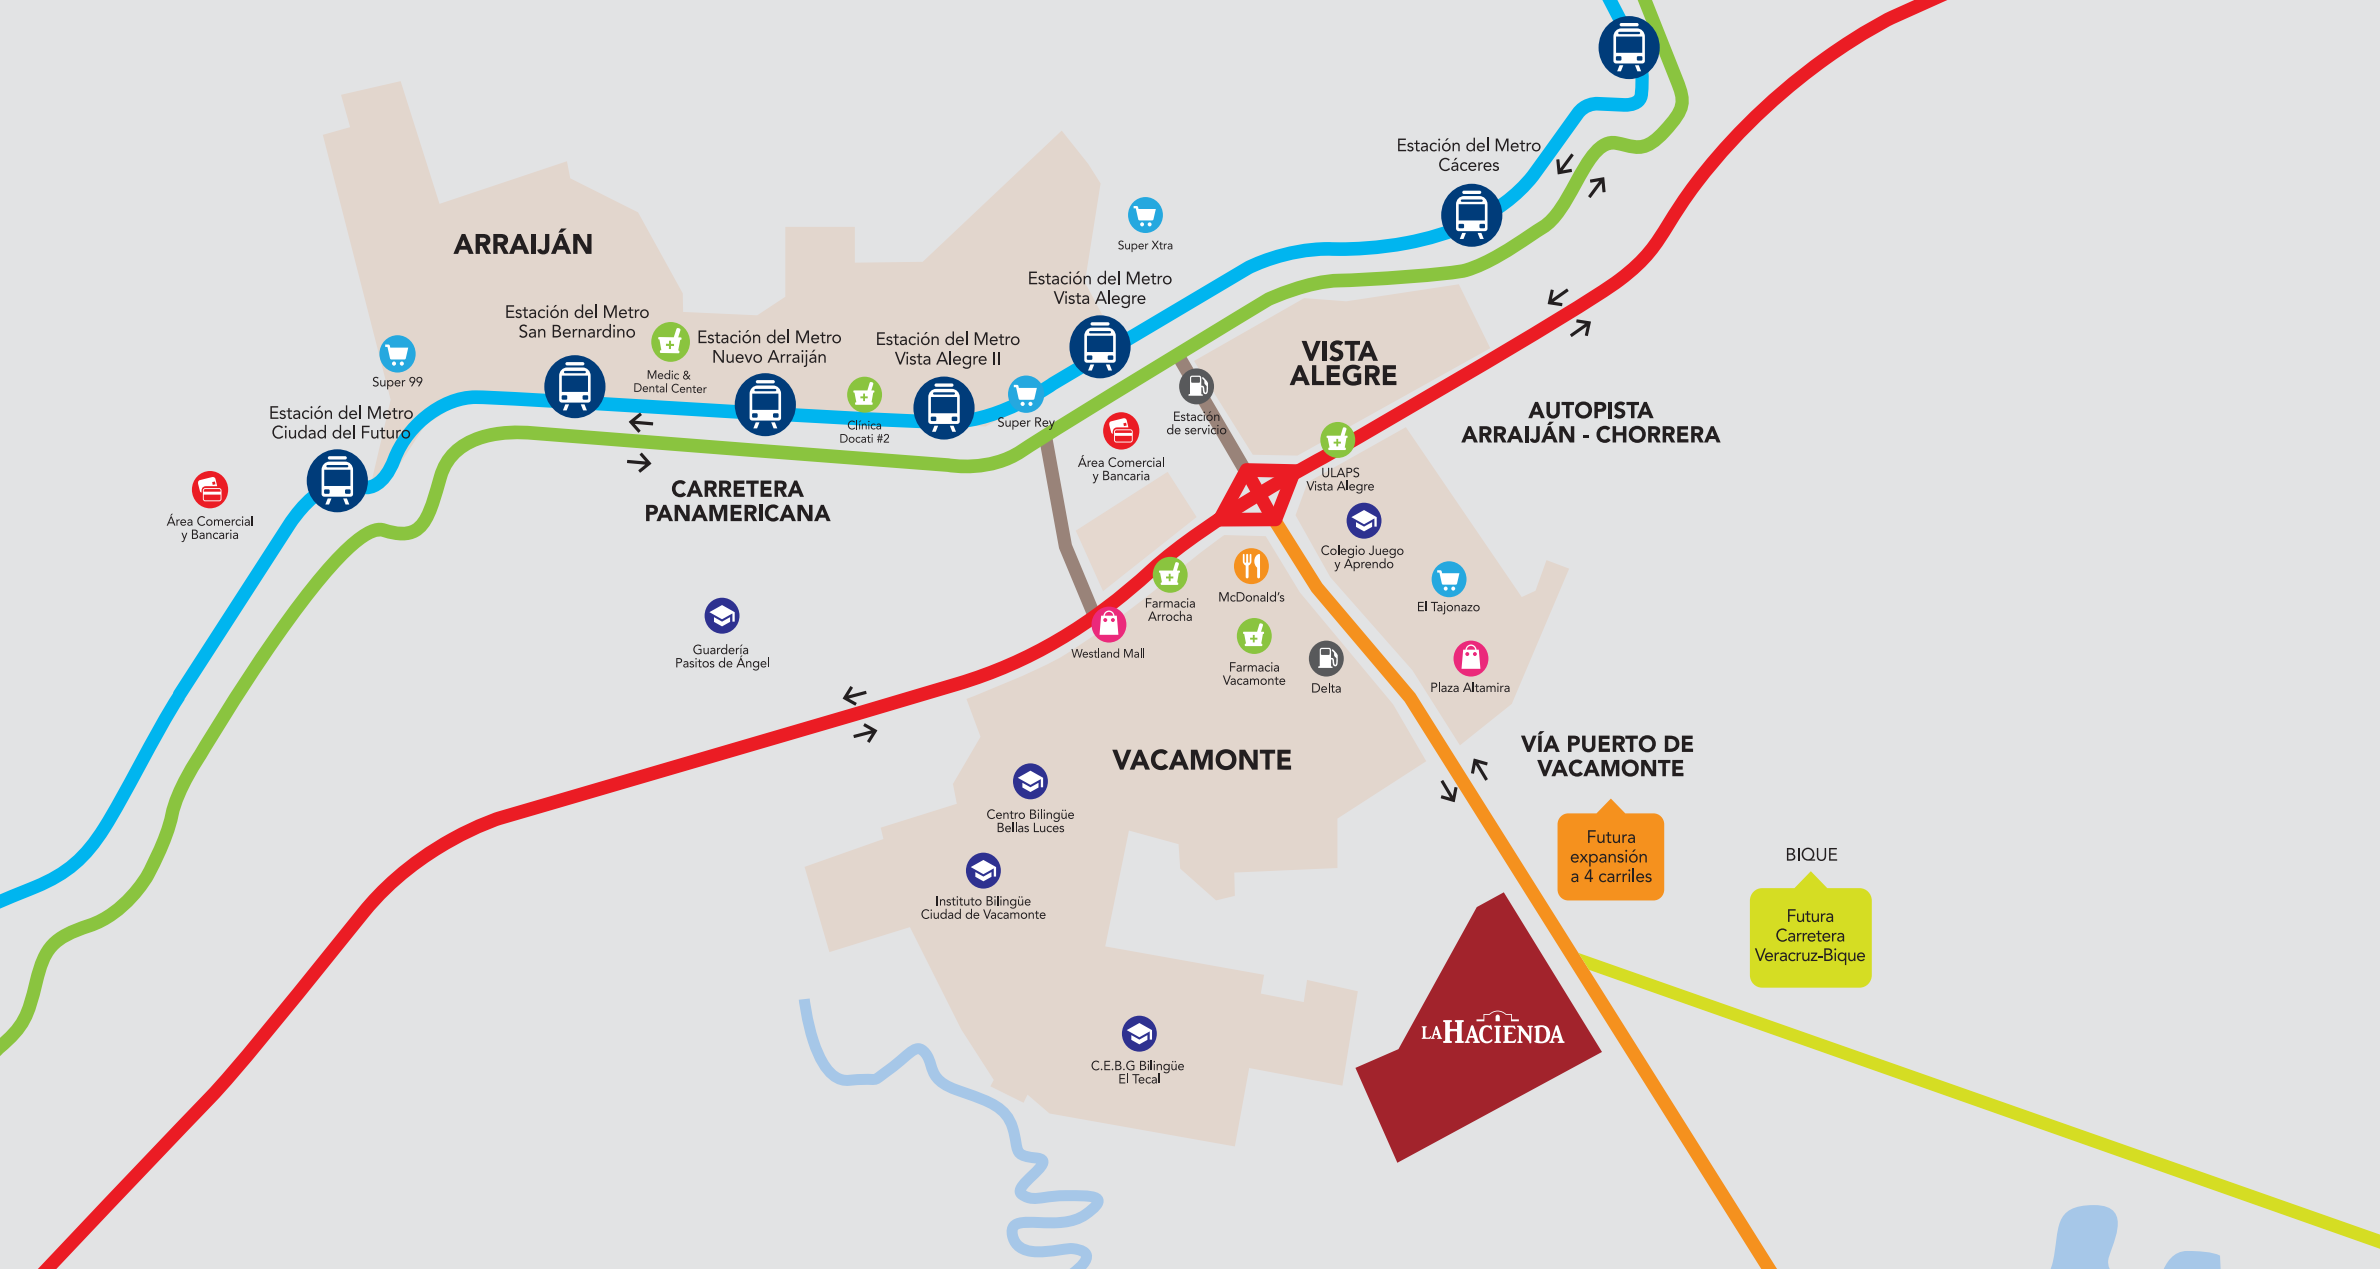 Estación del Metro
Cáceres
Super Xtra
ARRAIJÁN
Estación del Metro
Vista Alegre
Estación del Metro
San Bernardino
Estación del Metro
Nuevo Arraiján
Estación del Metro
Vista Alegre II
VISTA
ALEGRE
Super 99
Medic &
Dental Center
Estación del Metro
Ciudad del Futuro
Clínica
Docati #2
Super Rey
Estación
de servicio
AUTOPISTA
ARRAIJÁN - CHORRERA
Área Comercial
y Bancaria
ULAPS
Vista Alegre
CARRETERA
PANAMERICANA
Área Comercial
y Bancaria
Colegio Juego
y Aprendo
Farmacia
Arrocha
McDonald's
El Tajonazo
Guardería
Pasitos de Ángel
Westland Mall
Farmacia
Vacamonte
Delta
Plaza Altamira
VACAMONTE
VÍA PUERTO DE
VACAMONTE
Centro Bilingüe
Bellas Luces
Futura
expansión
a 4 carriles
BIQUE
Instituto Bilingüe
Ciudad de Vacamonte
Futura
Carretera
Veracruz-Bique
LA HACIENDA
C.E.B.G Bilingüe
El Tecal